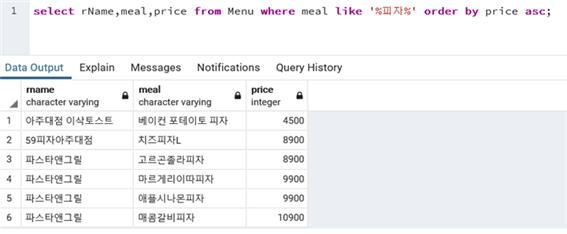 1 select rName,meal,price from Menu where meal like '%피자%' order by price asc;
Data Output Explain Messages Notifications Query History
rname meal price
character varying character varying integer
1 아주대점 이삭토스트 베이컨 포테이토 피자 4500
2 59피자아주대점 치즈피자L 8900
3 파스타앤그릴 고르곤졸라피자 8900
4 파스타앤그릴 마르게리이따피자 9900
5 파스타앤그릴 애플시나몬피자 9900
6 파스타앤그릴 매콤갈비피자 10900